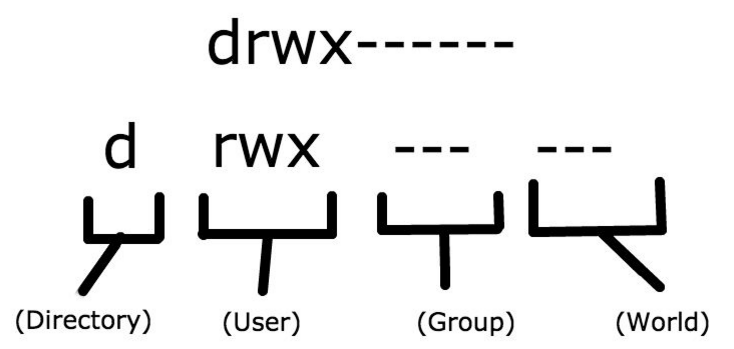 drwx------
d rwx --- ---
(Directory) (User) (Group) (World)